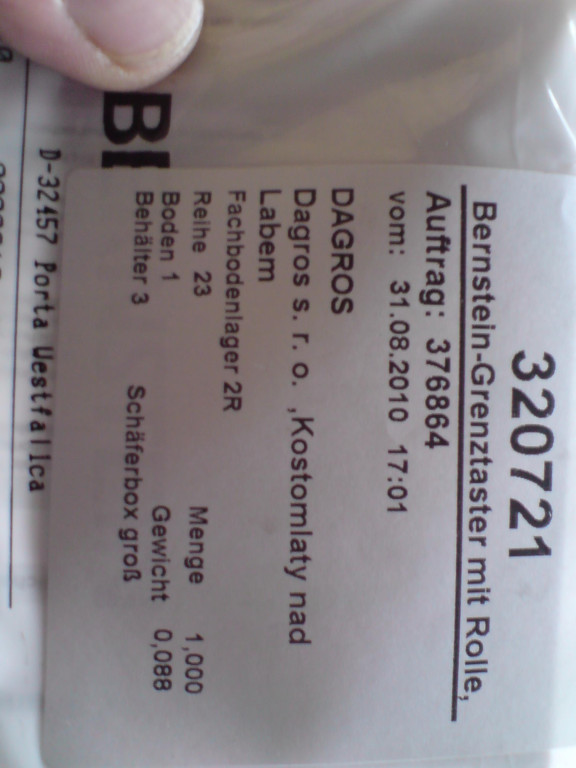 320721
Bernstein-Grenztaster mit Rolle,
Auftrag: 376864
vom: 31.08.2010 17:01
DAGROS
Dagros s. r. o. ,Kostomlaty nad
Labem
Fachbodenlager 2R
Reihe 23 Menge 1,000
Boden 1 Gewicht 0,088
Behälter 3 Schäferbox groß
D-32457 Porta Westfallca